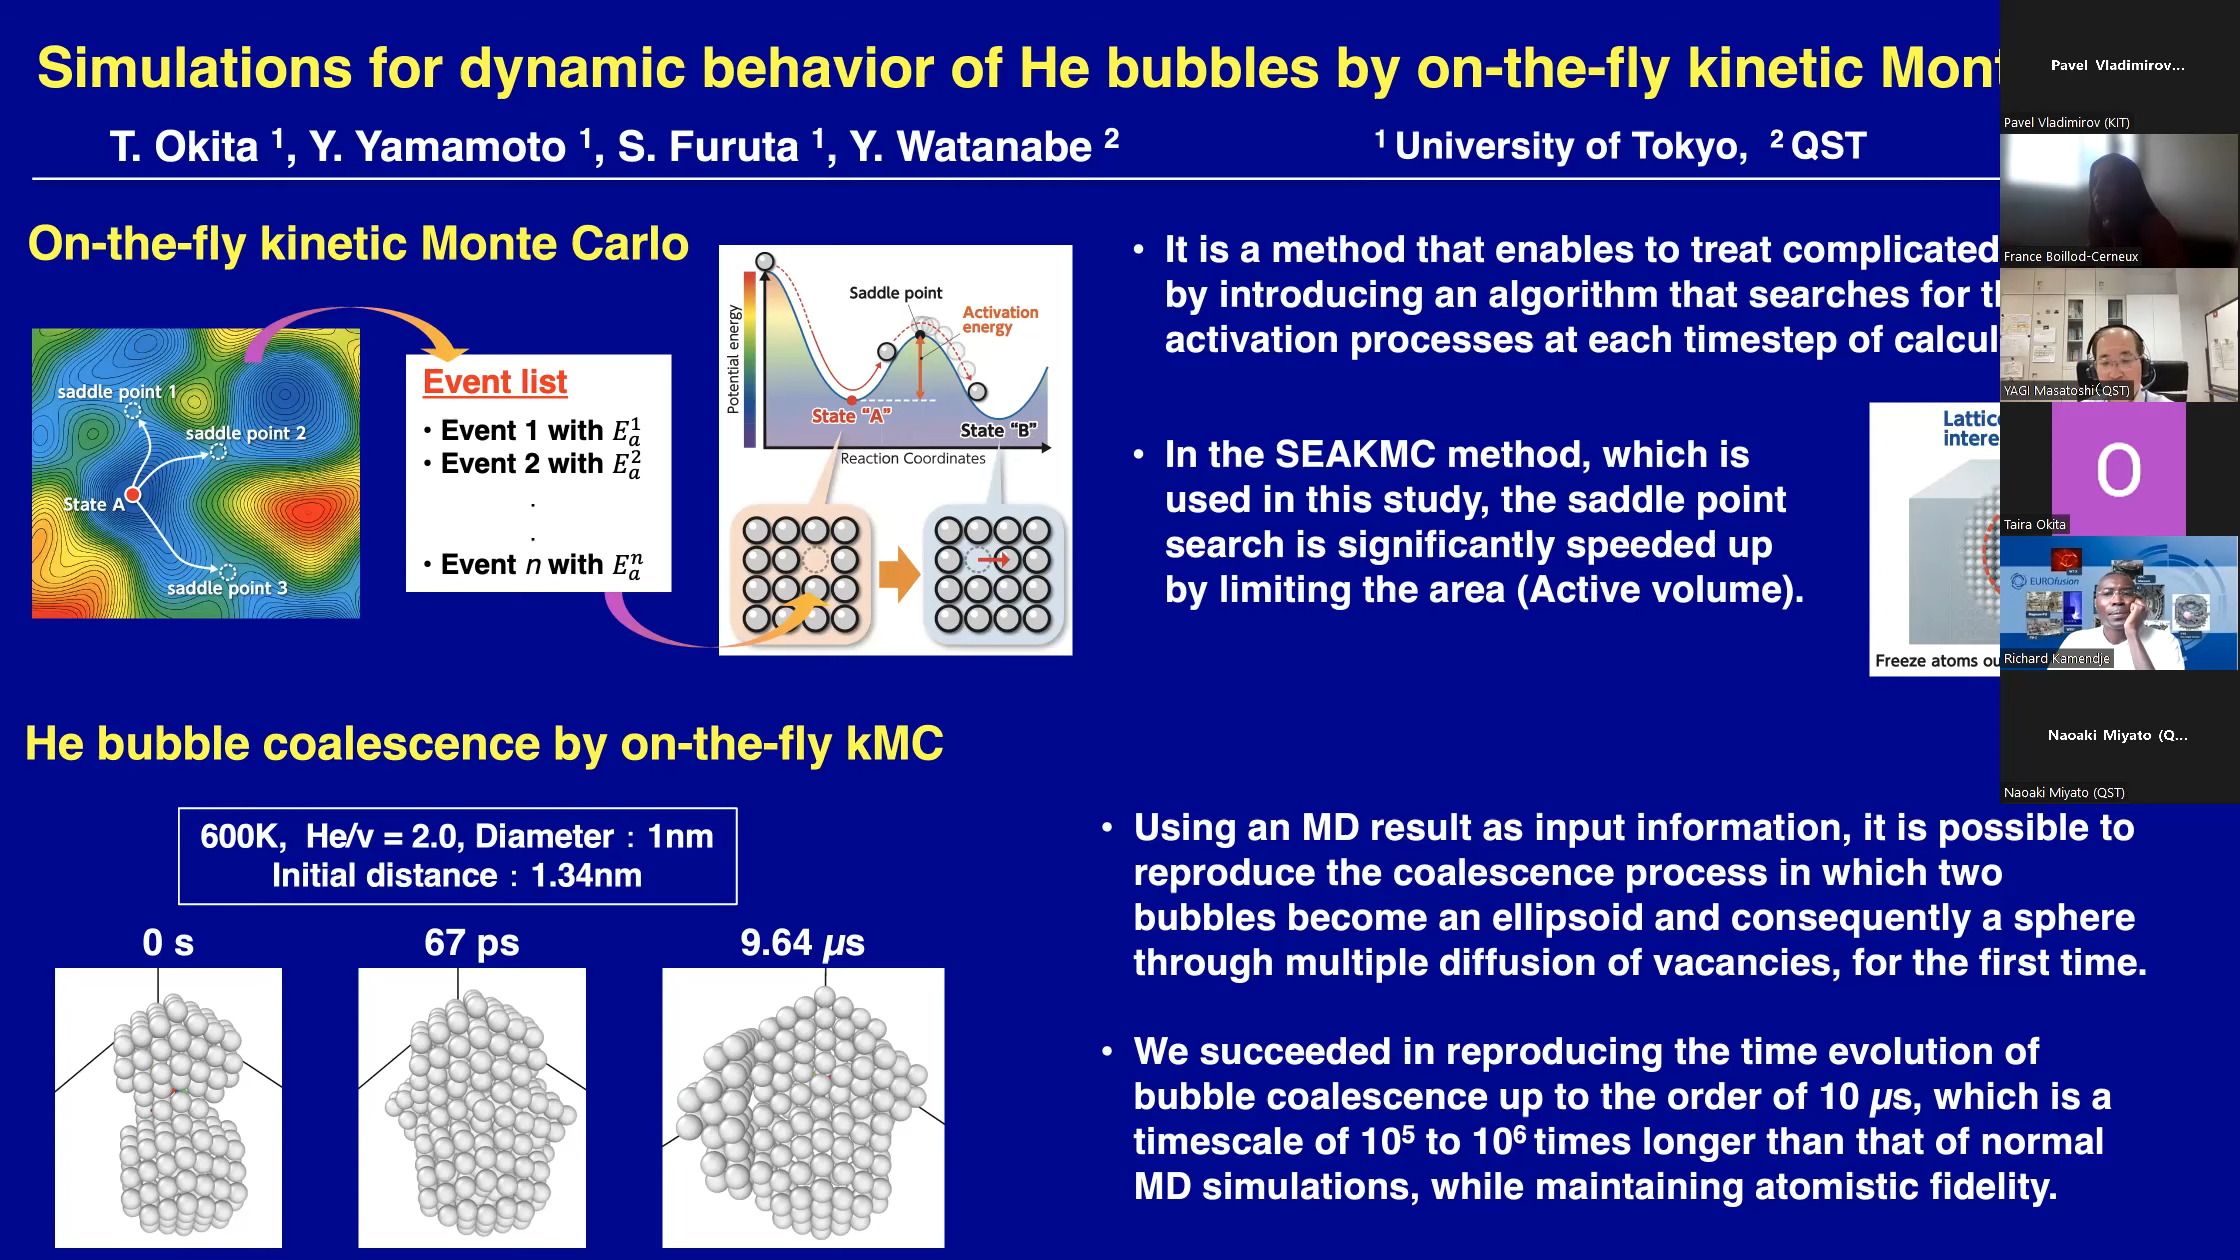 Simulations for dynamic behavior of He bubbles by on-the-fly kinetic
T. Okita 1, Y. Yamamoto 1, S. Furuta 1, Y. Watanabe 2
1 University of Tokyo, 2 QST
On-the-fly kinetic Monte Carlo
saddle point 1
saddle point 2
State A
saddle point 3
Event list
• Event 1 with E_a^1
• Event 2 with E_a^2
.
.
• Event n with E_a^n
Potential energy
Saddle point
Activation
energy
State “A”
State “B”
Reaction Coordinates
• It is a method that enables to treat complicated
by introducing an algorithm that searches for
activation processes at each timestep of
• In the SEAKMC method, which is
used in this study, the saddle point
search is significantly speeded up
by limiting the area (Active volume).
Freeze atoms
He bubble coalescence by on-the-fly kMC
600K, He/v = 2.0, Diameter : 1nm
Initial distance : 1.34nm
0 s
67 ps
9.64 µs
• Using an MD result as input information, it is possible to
reproduce the coalescence process in which two
bubbles become an ellipsoid and consequently a sphere
through multiple diffusion of vacancies, for the first time.
• We succeeded in reproducing the time evolution of
bubble coalescence up to the order of 10 µs, which is a
timescale of 10⁵ to 10⁶ times longer than that of normal
MD simulations, while maintaining atomistic fidelity.
Pavel Vladimirov...
Pavel Vladimirov (KIT)
France Boillod-Cerneux
YAGI Masatoshi(QST)
O
Taira Okita
EUROfusion
Richard Kamendje
Naoaki Miyato (Q...
Naoaki Miyato (QST)